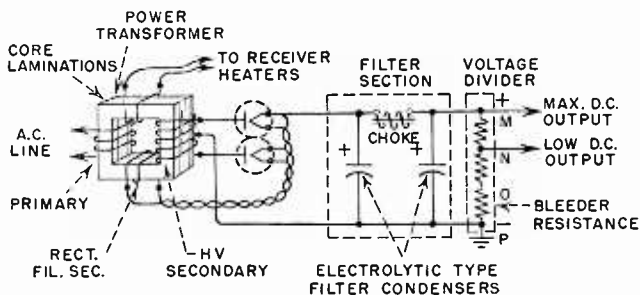 POWER
TRANSFORMER
CORE
LAMINATIONS
TO RECEIVER
HEATERS
FILTER
SECTION
VOLTAGE
DIVIDER
A.C.
LINE
PRIMARY
RECT.
FIL. SEC.
HV
SECONDARY
CHOKE
+
+
ELECTROLYTIC TYPE
FILTER CONDENSERS
+
M
N
O
P
MAX. D.C.
OUTPUT
LOW D.C.
OUTPUT
BLEEDER
RESISTANCE